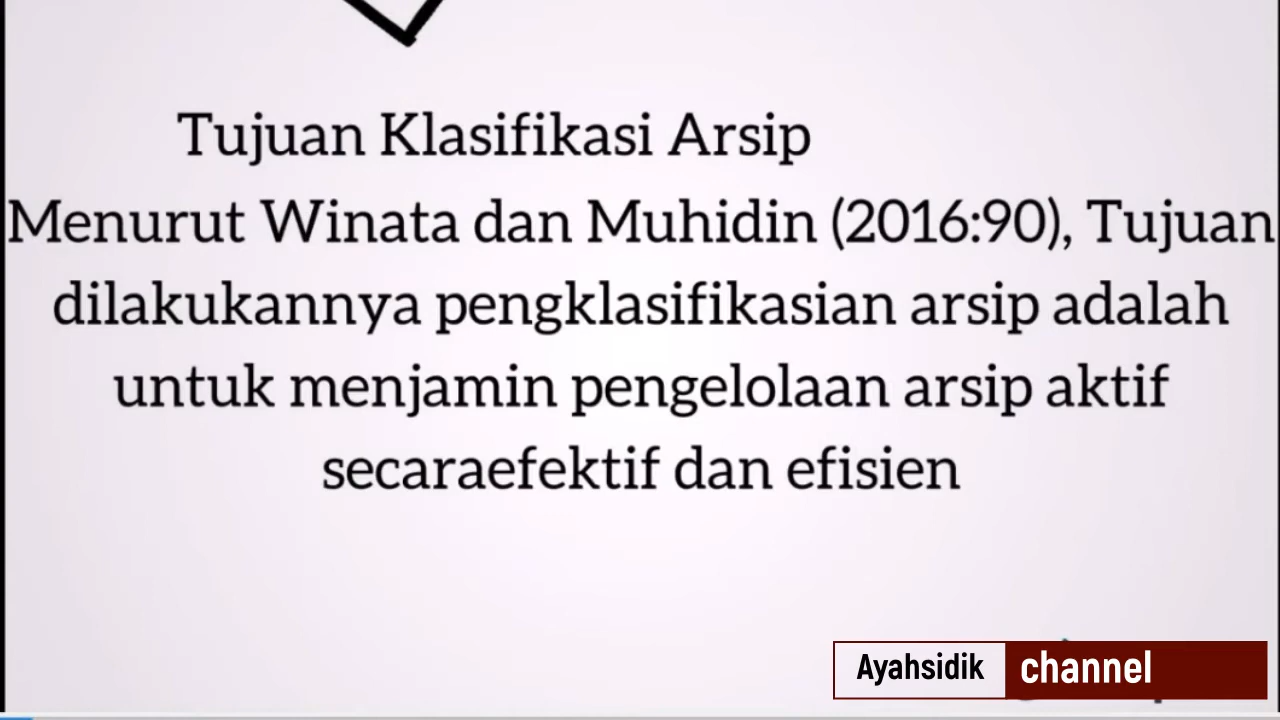 Tujuan Klasifikasi Arsip
Menurut Winata dan Muhidin (2016:90), Tujuan
dilakukannya pengklasifikasian arsip adalah
untuk menjamin pengelolaan arsip aktif
secaraefektif dan efisien
Ayahsidik channel